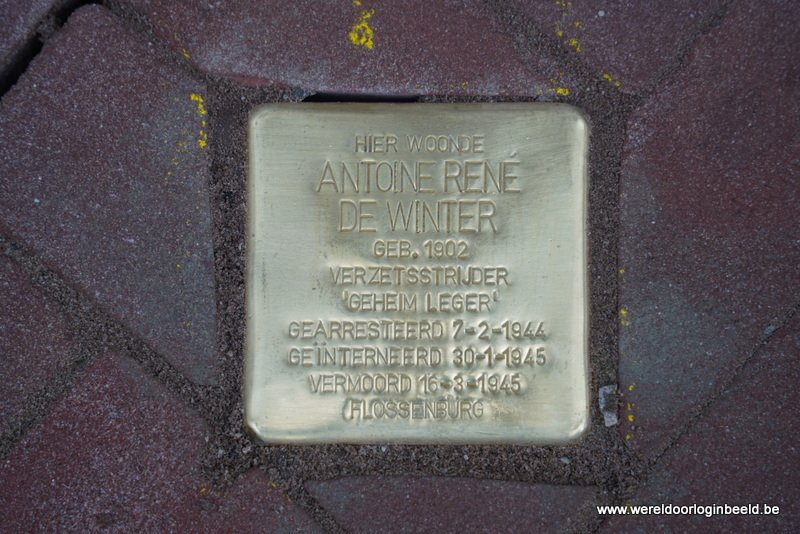 HIER WOONDE
ANTOINE RENÉ
DE WINTER
GEB. 1902
VERZETSSTRIJDER
'GEHEIM LEGER'
GEARRESTEERD 7-2-1944
GEÏNTERNEERD 30-1-1945
VERMOORD 16-3-1945
FLOSSENBÜRG
www.wereldoorloginbeeld.be